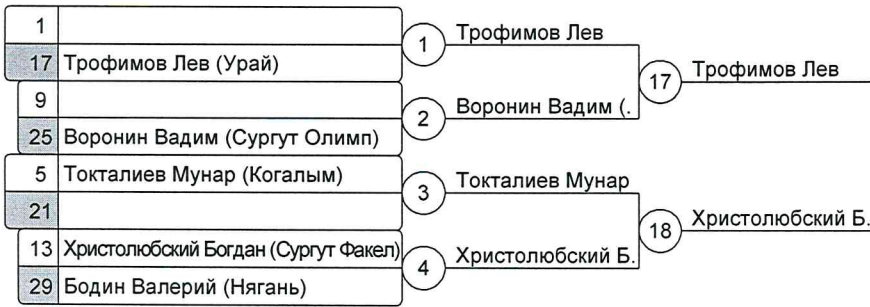 1
17 Трофимов Лев (Урай)
1
Трофимов Лев
9
25 Воронин Вадим (Сургут Олимп)
2
Воронин Вадим (.
17
Трофимов Лев
5 Токталиев Мунар (Когалым)
21
3
Токталиев Мунар
13 Христолюбский Богдан (Сургут Факел)
29 Бодин Валерий (Нягань)
4
Христолюбский Б.
18
Христолюбский Б.